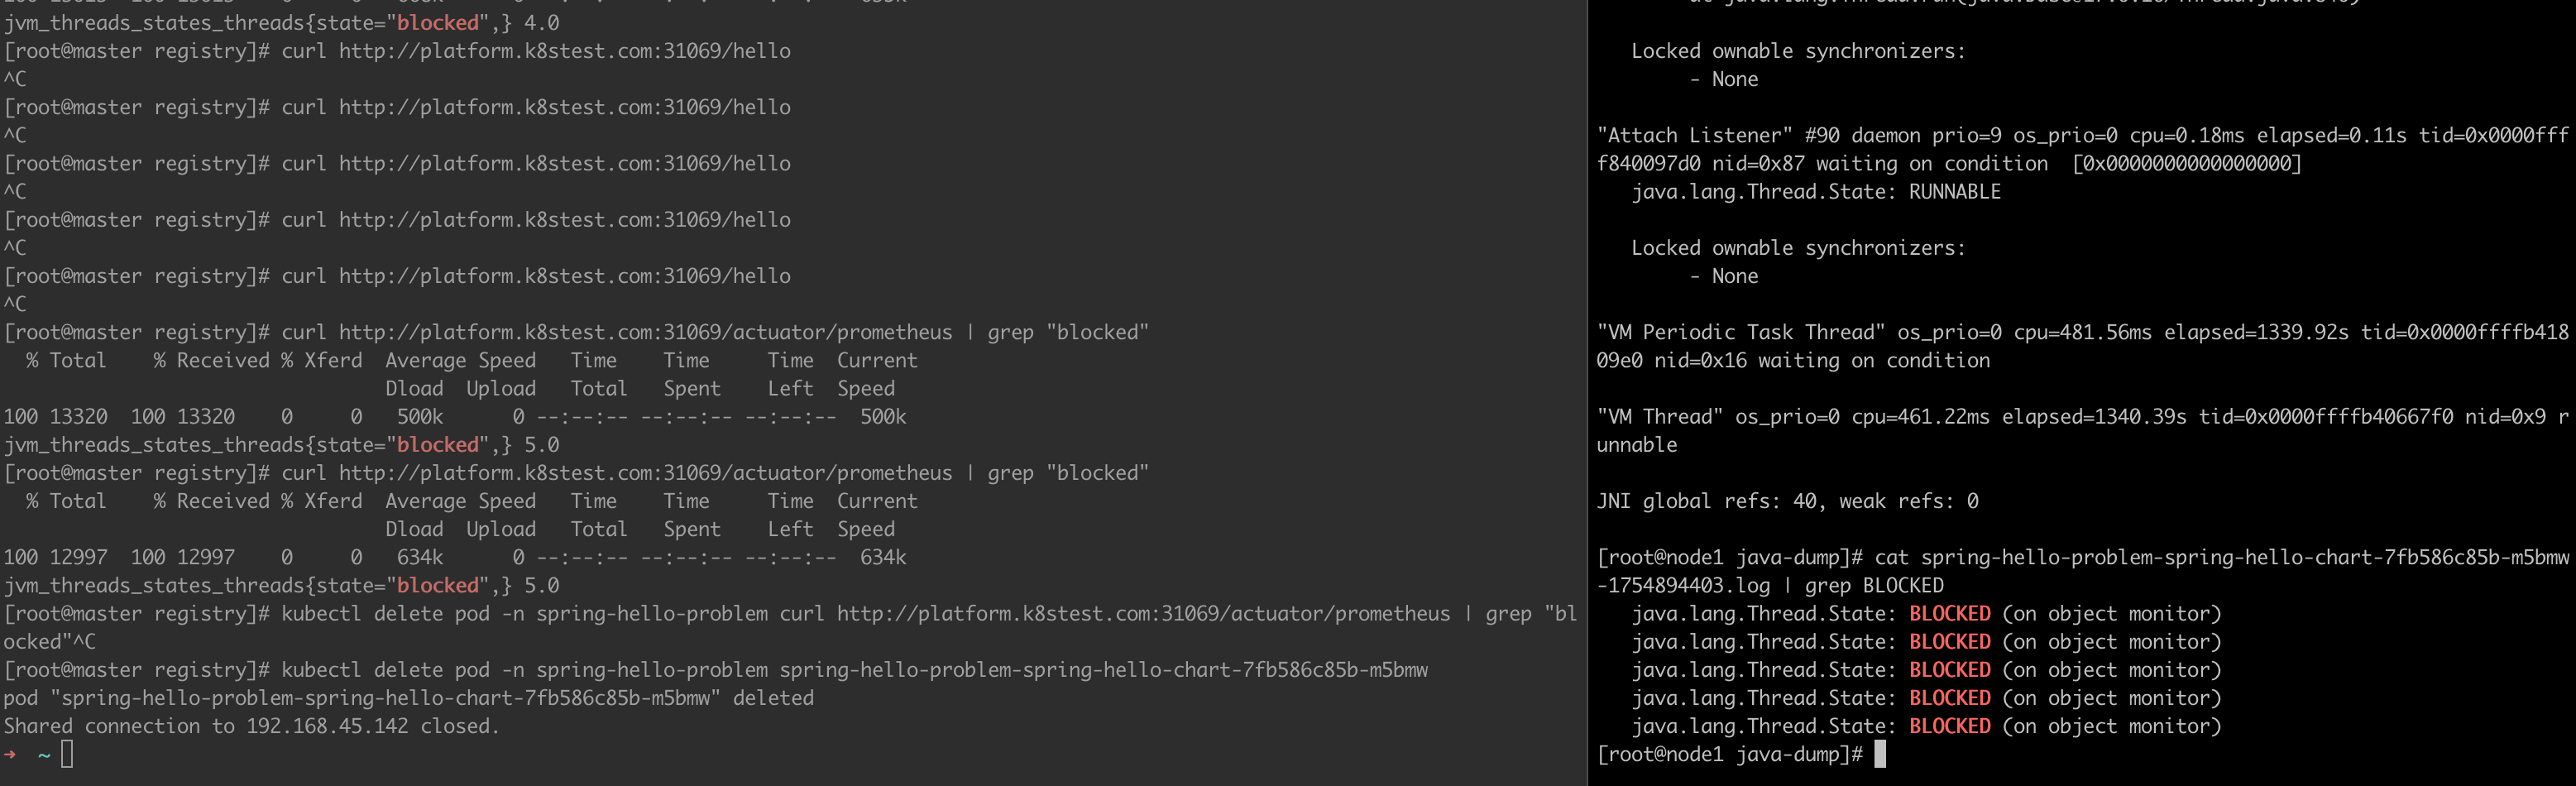 jvm_threads_states_threads{state="blocked",} 4.0
[root@master registry]# curl http://platform.k8stest.com:31069/hello
^C
[root@master registry]# curl http://platform.k8stest.com:31069/hello
^C
[root@master registry]# curl http://platform.k8stest.com:31069/hello
^C
[root@master registry]# curl http://platform.k8stest.com:31069/hello
^C
[root@master registry]# curl http://platform.k8stest.com:31069/hello
^C
[root@master registry]# curl http://platform.k8stest.com:31069/actuator/prometheus | grep "blocked"
  % Total    % Received % Xferd  Average Speed   Time    Time     Time  Current
                                 Dload  Upload   Total   Spent    Left  Speed
100 13320  100 13320    0     0   500k      0 --:--:-- --:--:-- --:--:--  500k
jvm_threads_states_threads{state="blocked",} 5.0
[root@master registry]# curl http://platform.k8stest.com:31069/actuator/prometheus | grep "blocked"
  % Total    % Received % Xferd  Average Speed   Time    Time     Time  Current
                                 Dload  Upload   Total   Spent    Left  Speed
100 12997  100 12997    0     0   634k      0 --:--:-- --:--:-- --:--:--  634k
jvm_threads_states_threads{state="blocked",} 5.0
[root@master registry]# kubectl delete pod -n spring-hello-problem curl http://platform.k8stest.com:31069/actuator/prometheus | grep "bl
ocked"^C
[root@master registry]# kubectl delete pod -n spring-hello-problem spring-hello-problem-spring-hello-chart-7fb586c85b-m5bmw
pod "spring-hello-problem-spring-hello-chart-7fb586c85b-m5bmw" deleted
Shared connection to 192.168.45.142 closed.
➜  ~
   Locked ownable synchronizers:
        - None
"Attach Listener" #90 daemon prio=9 os_prio=0 cpu=0.18ms elapsed=0.11s tid=0x0000fff
f840097d0 nid=0x87 waiting on condition  [0x0000000000000000]
   java.lang.Thread.State: RUNNABLE
   Locked ownable synchronizers:
        - None
"VM Periodic Task Thread" os_prio=0 cpu=481.56ms elapsed=1339.92s tid=0x0000ffffb418
09e0 nid=0x16 waiting on condition
"VM Thread" os_prio=0 cpu=461.22ms elapsed=1340.39s tid=0x0000ffffb40667f0 nid=0x9 r
unnable
JNI global refs: 40, weak refs: 0
[root@node1 java-dump]# cat spring-hello-problem-spring-hello-chart-7fb586c85b-m5bmw
-1754894403.log | grep BLOCKED
   java.lang.Thread.State: BLOCKED (on object monitor)
   java.lang.Thread.State: BLOCKED (on object monitor)
   java.lang.Thread.State: BLOCKED (on object monitor)
   java.lang.Thread.State: BLOCKED (on object monitor)
   java.lang.Thread.State: BLOCKED (on object monitor)
[root@node1 java-dump]#